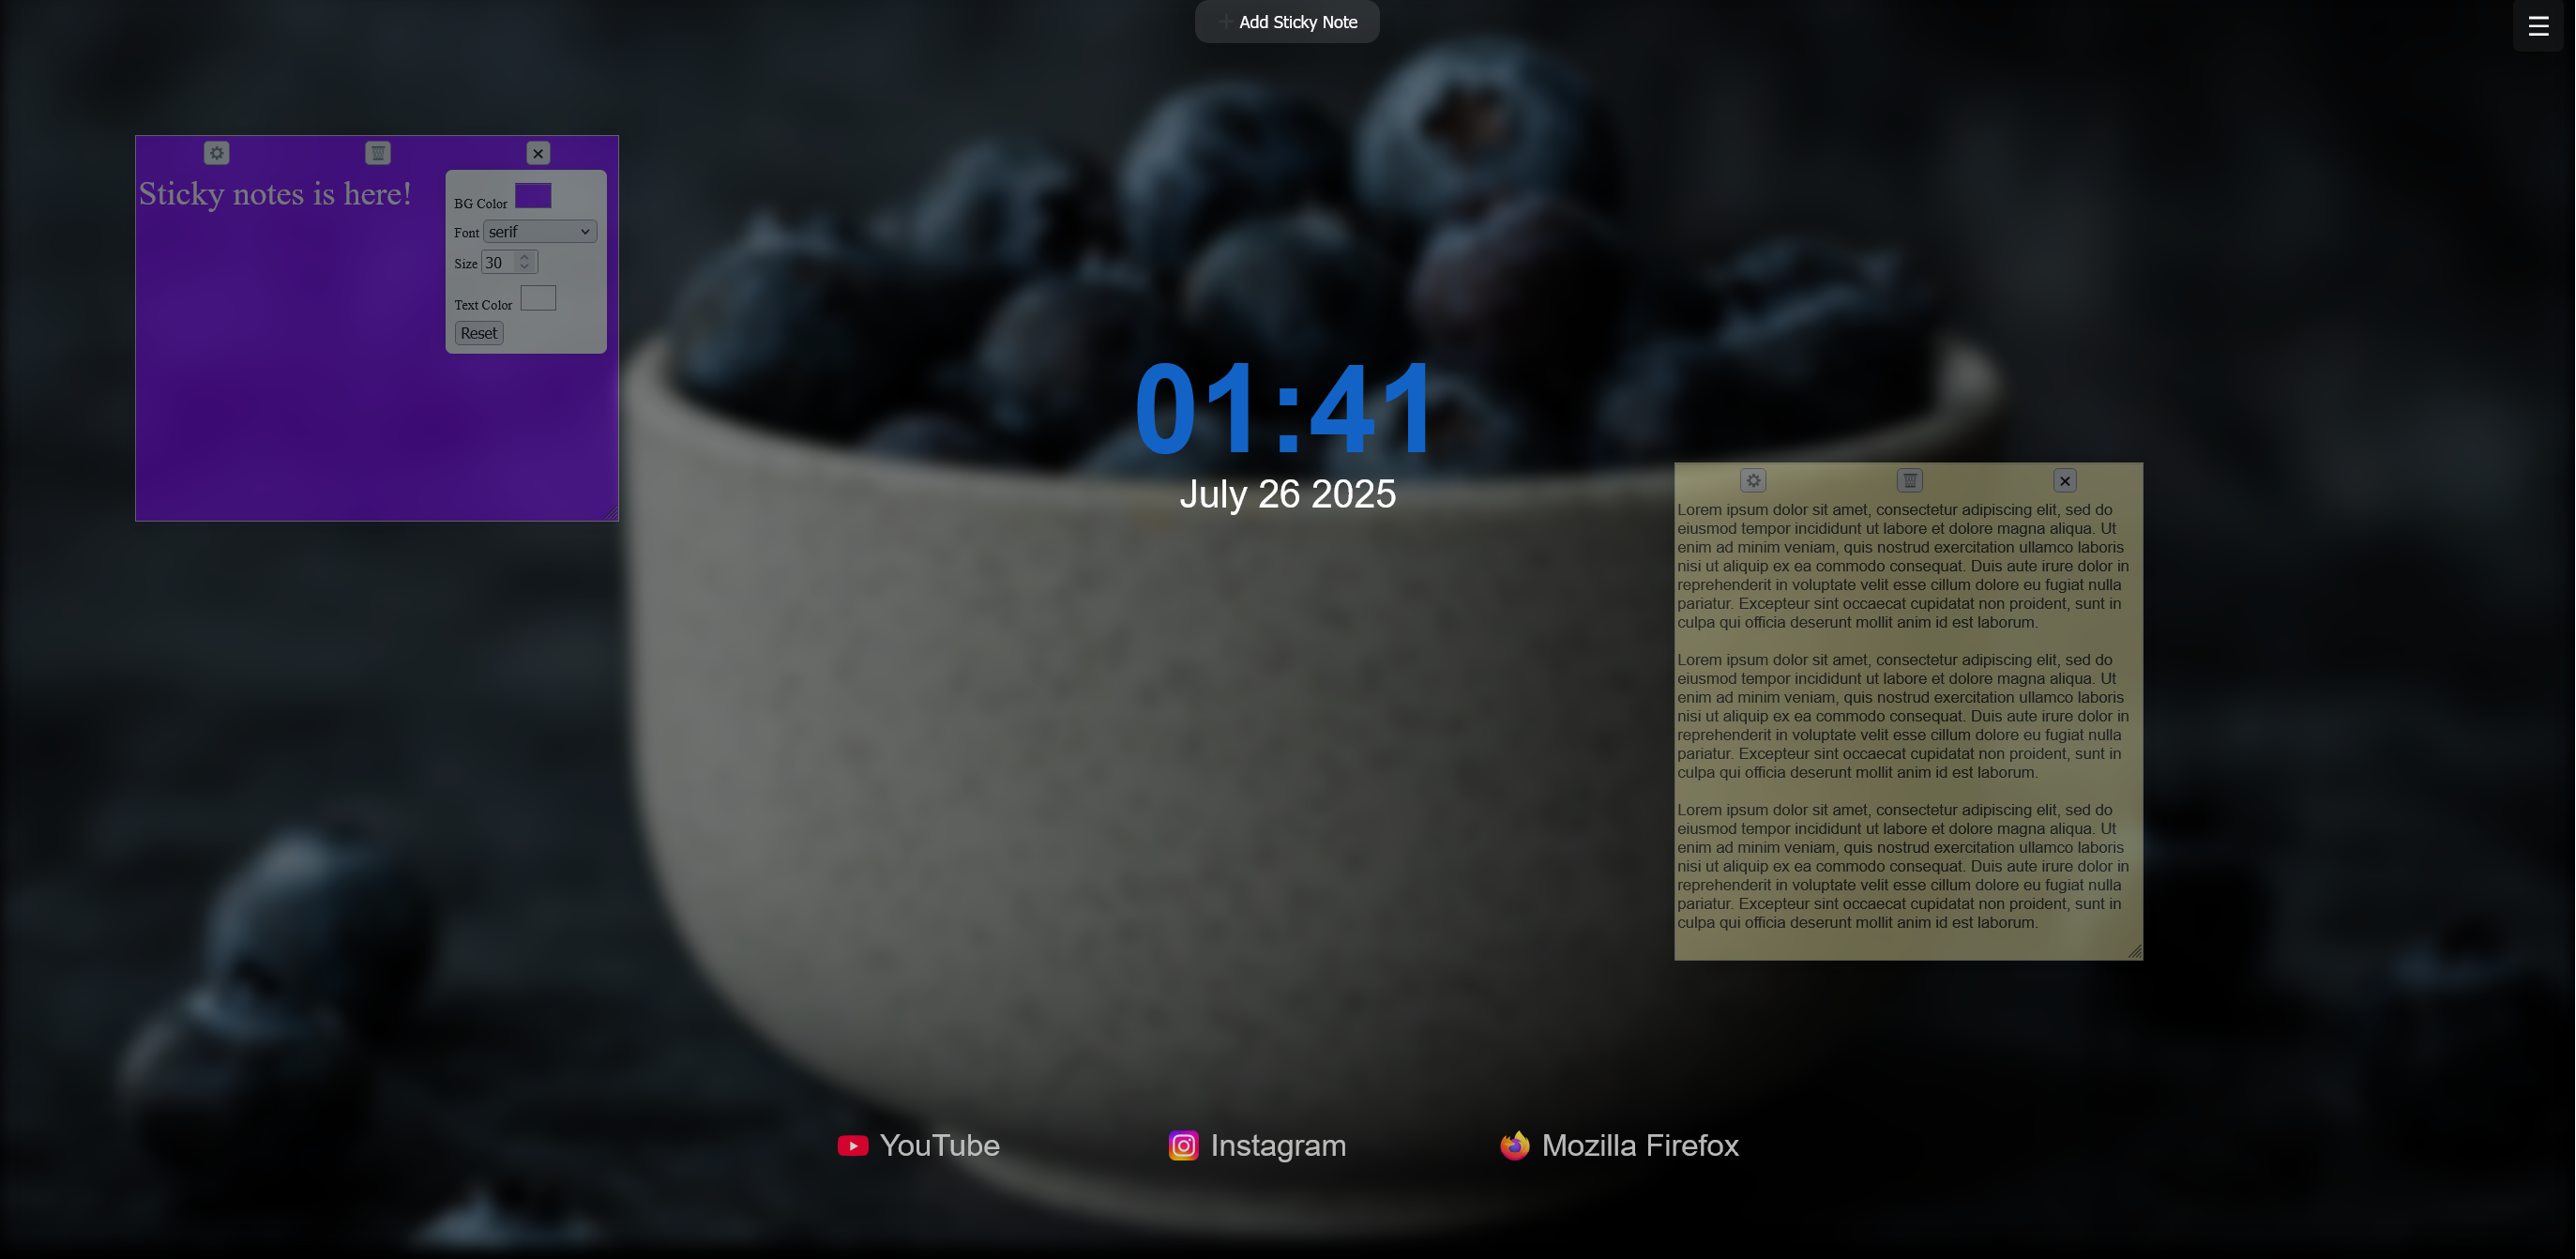 Add Sticky Note
Sticky notes is here!
BG Color
Font serif
Size 30
Text Color
Reset
01:41
July 26 2025
Lorem ipsum dolor sit amet, consectetur adipiscing elit, sed do
eiusmod tempor incididunt ut labore et dolore magna aliqua. Ut
enim ad minim veniam, quis nostrud exercitation ullamco laboris
nisi ut aliquip ex ea commodo consequat. Duis aute irure dolor in
reprehenderit in voluptate velit esse cillum dolore eu fugiat nulla
pariatur. Excepteur sint occaecat cupidatat non proident, sunt in
culpa qui officia deserunt mollit anim id est laborum.
Lorem ipsum dolor sit amet, consectetur adipiscing elit, sed do
eiusmod tempor incididunt ut labore et dolore magna aliqua. Ut
enim ad minim veniam, quis nostrud exercitation ullamco laboris
nisi ut aliquip ex ea commodo consequat. Duis aute irure dolor in
reprehenderit in voluptate velit esse cillum dolore eu fugiat nulla
pariatur. Excepteur sint occaecat cupidatat non proident, sunt in
culpa qui officia deserunt mollit anim id est laborum.
Lorem ipsum dolor sit amet, consectetur adipiscing elit, sed do
eiusmod tempor incididunt ut labore et dolore magna aliqua. Ut
enim ad minim veniam, quis nostrud exercitation ullamco laboris
nisi ut aliquip ex ea commodo consequat. Duis aute irure dolor in
reprehenderit in voluptate velit esse cillum dolore eu fugiat nulla
pariatur. Excepteur sint occaecat cupidatat non proident, sunt in
culpa qui officia deserunt mollit anim id est laborum.
YouTube
Instagram
Mozilla Firefox